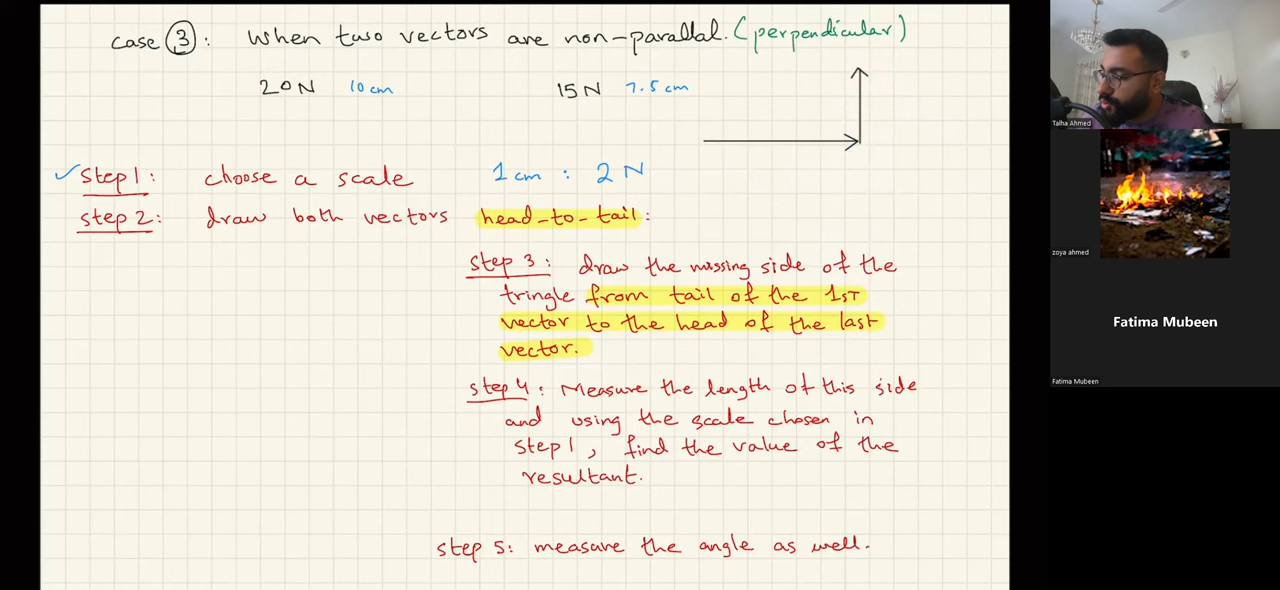 case 3: When two vectors are non-parallal. (perpendicular)
20N 10 cm 15N 7.5 cm
Step 1: choose a scale 1 cm : 2 N
step 2: draw both vectors head-to-tail:
step 3: draw the missing side of the
tringle from tail of the 1ST
vector to the head of the last
vector.
step 4: Measure the length of this side
and using the scale chosen in
step 1, find the value of the
resultant.
step 5: measure the angle as well.
Talha Ahmed
zoya ahmed
Fatima Mubeen
Fatima Mubeen